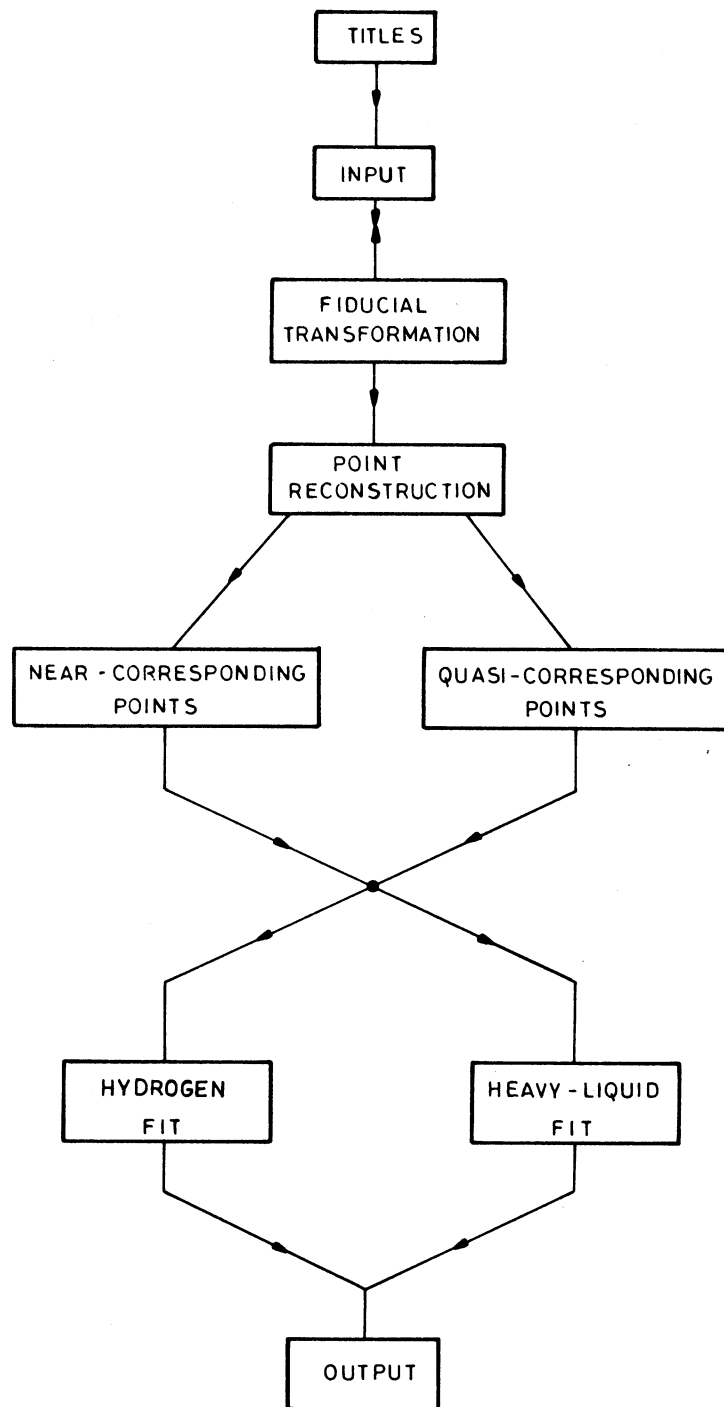 TITLES
INPUT
FIDUCIAL
TRANSFORMATION
POINT
RECONSTRUCTION
NEAR - CORRESPONDING
POINTS
QUASI-CORRESPONDING
POINTS
HYDROGEN
FIT
HEAVY - LIQUID
FIT
OUTPUT